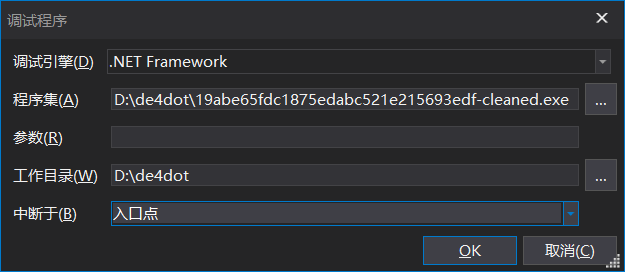 调试程序
调试引擎(D) .NET Framework
程序集(A) D:\de4dot\19abe65fdc1875edabc521e215693edf-cleaned.exe ...
参数(R)
工作目录(W) D:\de4dot ...
中断于(B) 入口点
OK 取消(C)